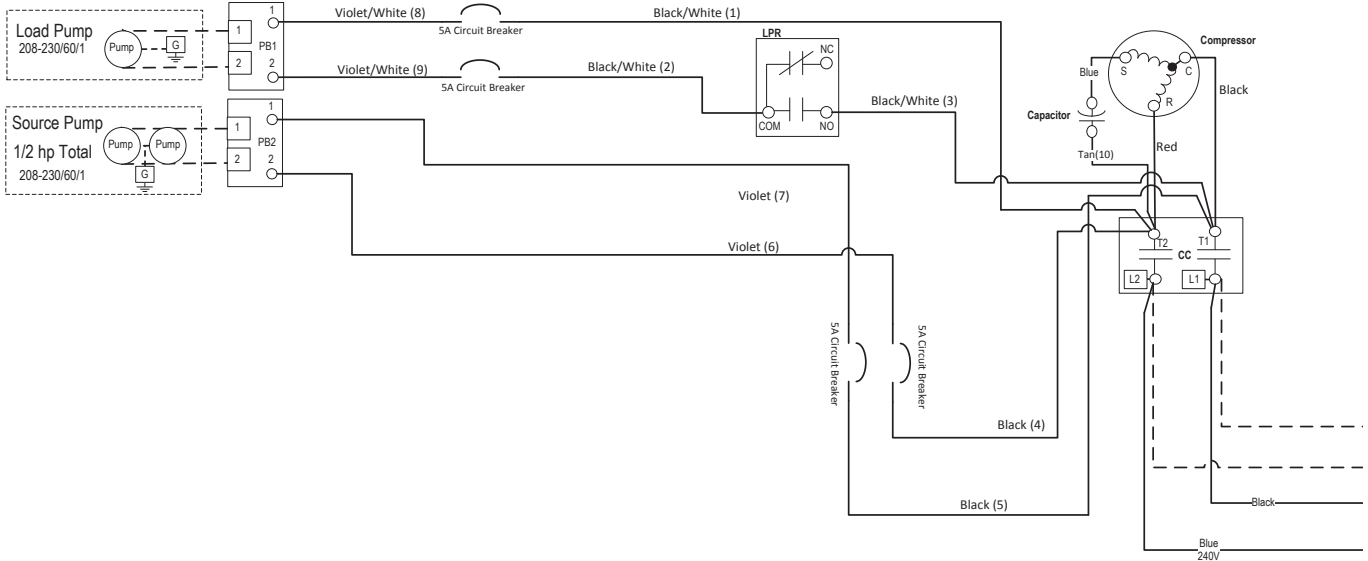 Load Pump
208-230/60/1
Pump
G
1
2
1
PB1
2
Violet/White (8)
5A Circuit Breaker
Black/White (1)
Violet/White (9)
5A Circuit Breaker
Black/White (2)
LPR
NC
COM
NO
Black/White (3)
Compressor
S
C
R
Blue
Black
Capacitor
Tan(10)
Red
Source Pump
1/2 hp Total
208-230/60/1
Pump
Pump
G
1
2
1
PB2
2
Violet (7)
Violet (6)
T2
T1
CC
L2
L1
5A Circuit Breaker
5A Circuit Breaker
Black (4)
Black (5)
Black
Blue
240V